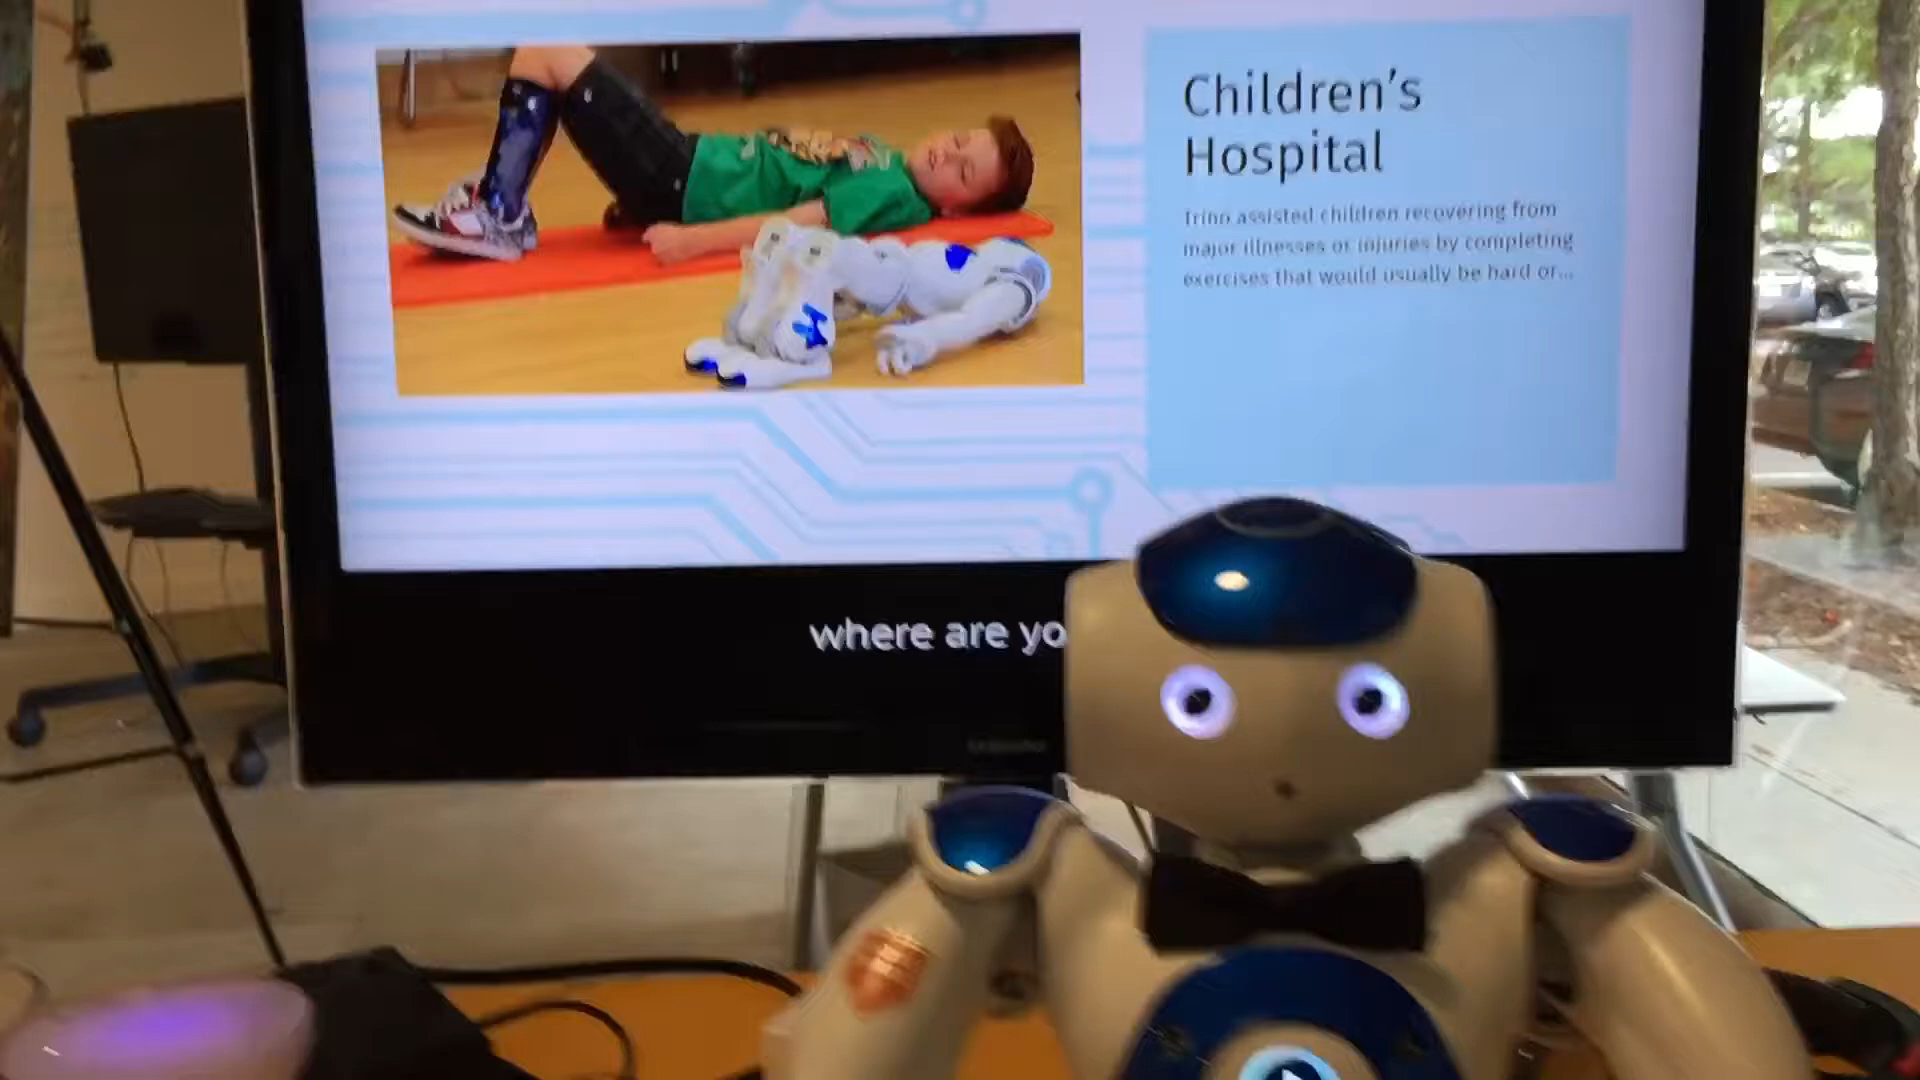 Children's
Hospital
Trino assisted children recovering from
major illnesses or injuries by completing
exercises that would usually be hard or...
where are yo